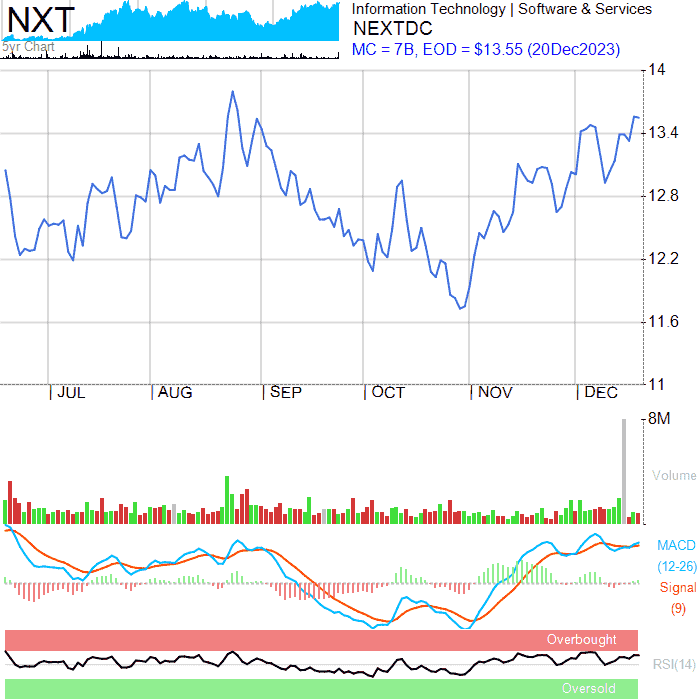 NXT
5yr Chart
Information Technology | Software & Services
NEXTDC
MC = 7B, EOD = $13.55 (20Dec2023)
14
13.4
12.8
12.2
11.6
11
JUL
AUG
SEP
OCT
NOV
DEC
8M
Volume
MACD
(12-26)
Signal
(9)
Overbought
RSI(14)
Oversold